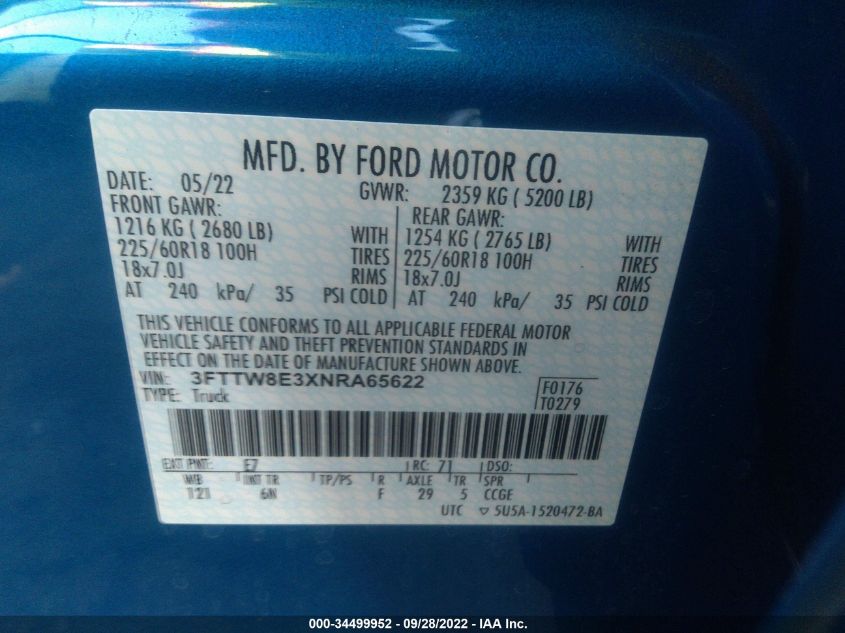 MFD. BY FORD MOTOR CO.
DATE: 05/22 GVWR: 2359 KG ( 5200 LB)
FRONT GAWR: REAR GAWR:
1216 KG ( 2680 LB) WITH 1254 KG ( 2765 LB) WITH
225/60R18 100H TIRES 225/60R18 100H TIRES
18x7.0J RIMS 18x7.0J RIMS
AT 240 kPa/ 35 PSI COLD AT 240 kPa/ 35 PSI COLD
THIS VEHICLE CONFORMS TO ALL APPLICABLE FEDERAL MOTOR
VEHICLE SAFETY AND THEFT PREVENTION STANDARDS IN
EFFECT ON THE DATE OF MANUFACTURE SHOWN ABOVE.
VIN: 3FTTW8E3XNRA65622 F0176
TYPE: Truck T0279
EXT PNT: E7 RC: 71 DSO:
WB INT TR TP/PS R AXLE TR SPR
121 6N F 29 5 CCGE
UTC ▽ 5U5A-1520472-BA
000-34499952 - 09/28/2022 - IAA Inc.